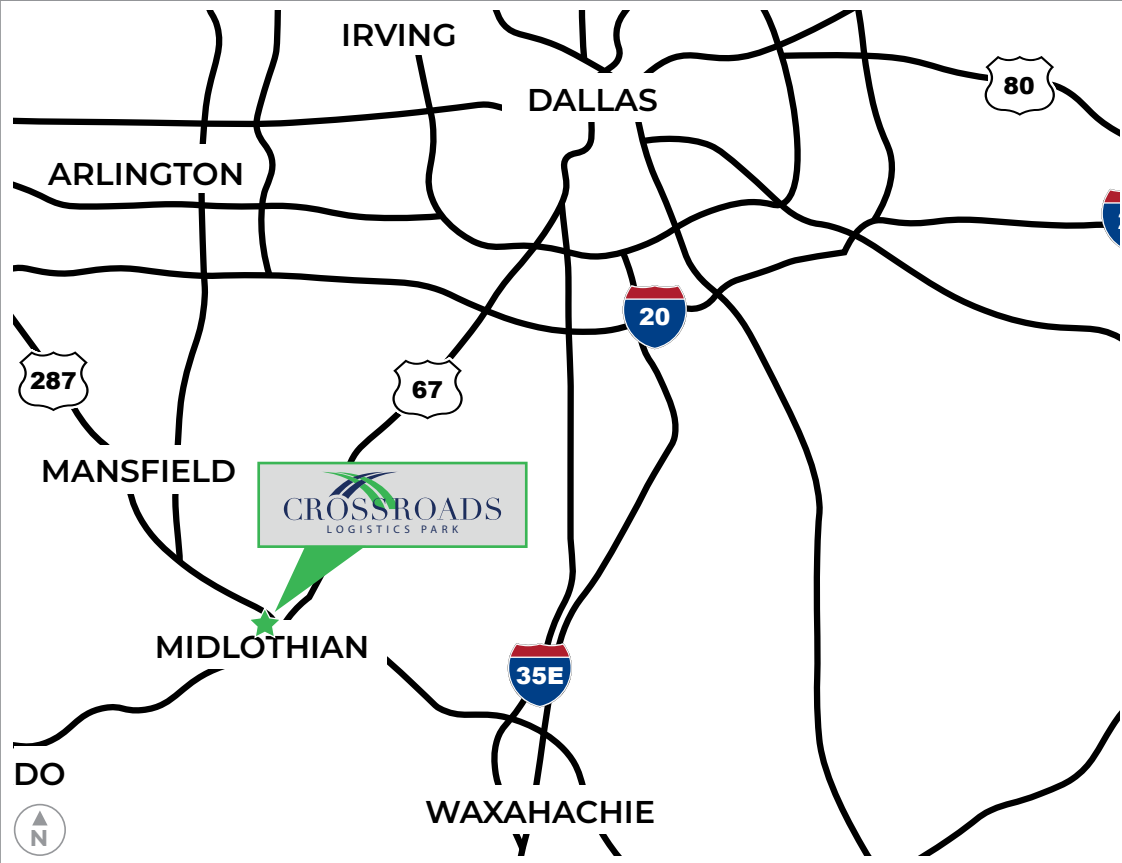 IRVING
80
DALLAS
ARLINGTON
20
287
67
MANSFIELD
CROSSROADS
LOGISTICS PARK
MIDLOTHIAN
35E
DO
WAXAHACHIE
N